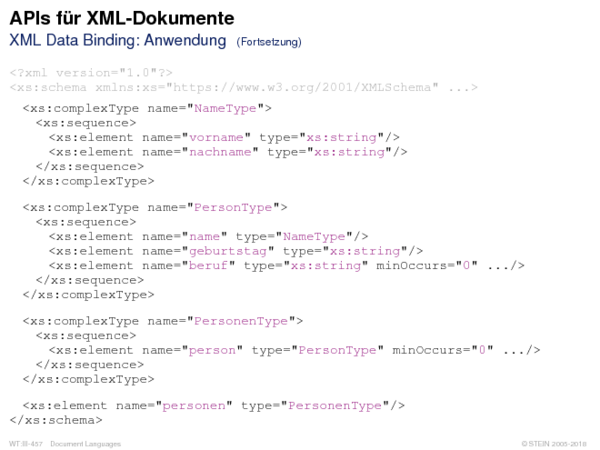 APIs für XML-Dokumente
XML Data Binding: Anwendung (Fortsetzung)
<?xml version="1.0"?>
<xs:schema xmlns:xs="https://www.w3.org/2001/XMLSchema" ...>
<xs:complexType name="NameType">
<xs:sequence>
<xs:element name="vorname" type="xs:string"/>
<xs:element name="nachname" type="xs:string"/>
</xs:sequence>
</xs:complexType>
<xs:complexType name="PersonType">
<xs:sequence>
<xs:element name="name" type="NameType"/>
<xs:element name="geburtstag" type="xs:string"/>
<xs:element name="beruf" type="xs:string" minOccurs="0" .../>
</xs:sequence>
</xs:complexType>
<xs:complexType name="PersonenType">
<xs:sequence>
<xs:element name="person" type="PersonType" minOccurs="0" .../>
</xs:sequence>
</xs:complexType>
<xs:element name="personen" type="PersonenType"/>
</xs:schema>
WT:III-457 Document Languages © STEIN 2005-2018